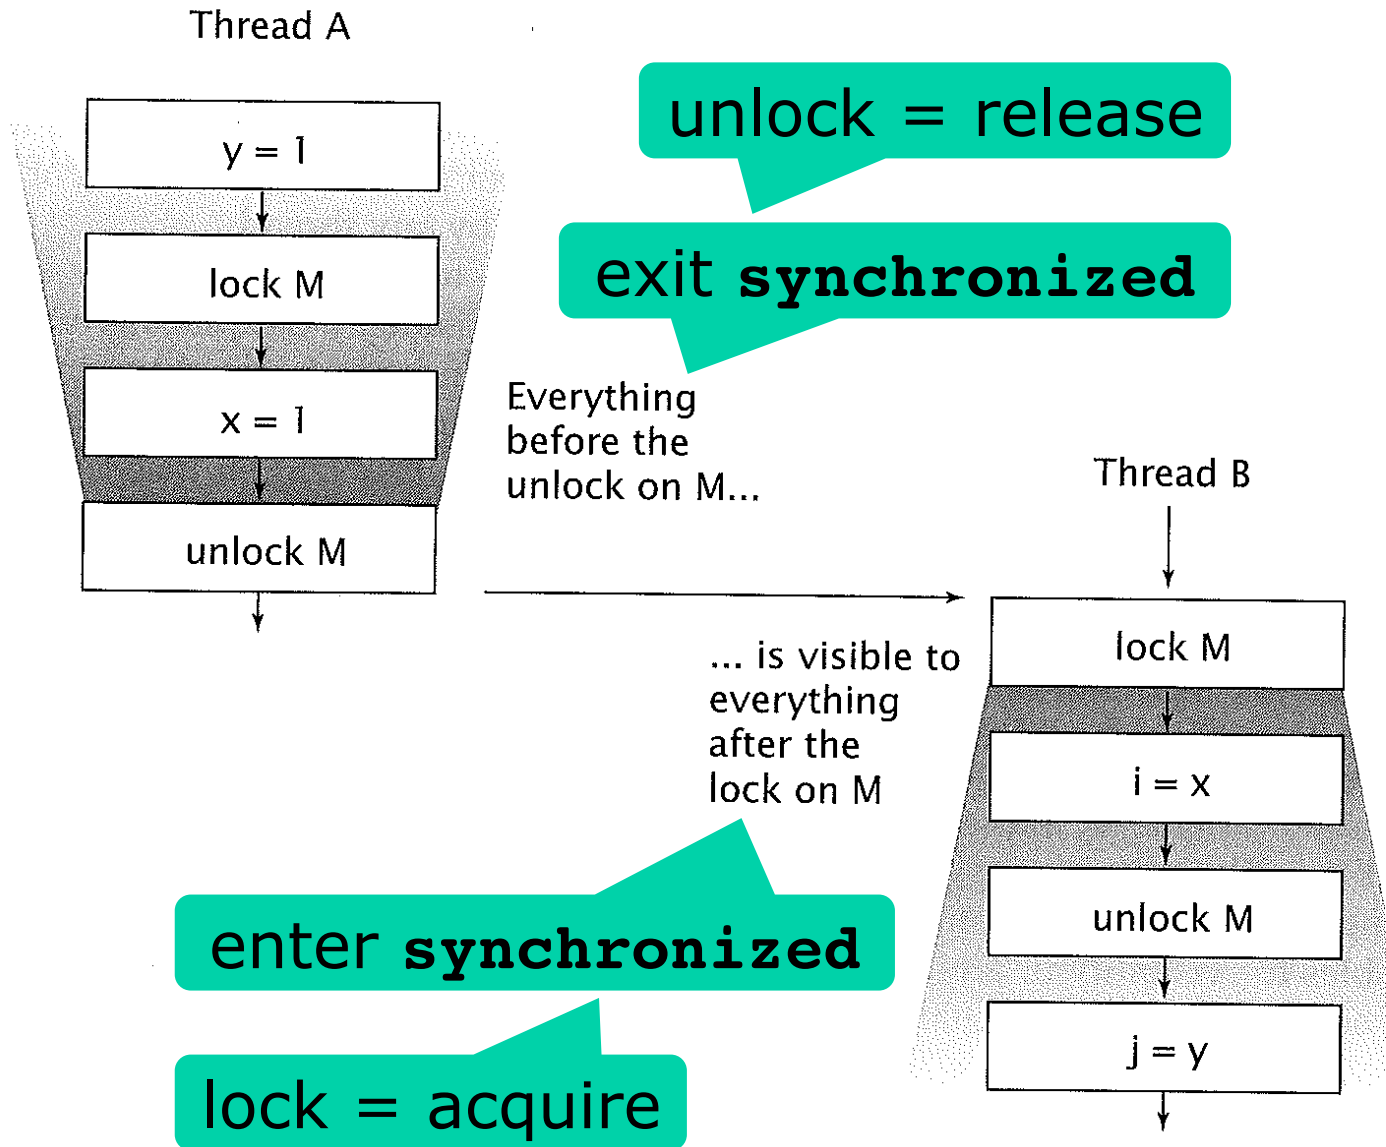 Thread A
unlock = release
y = 1
exit synchronized
lock M
x = 1
Everything
before the
unlock on M...
unlock M
Thread B
lock M
... is visible to
everything
after the
lock on M
i = x
unlock M
enter synchronized
j = y
lock = acquire